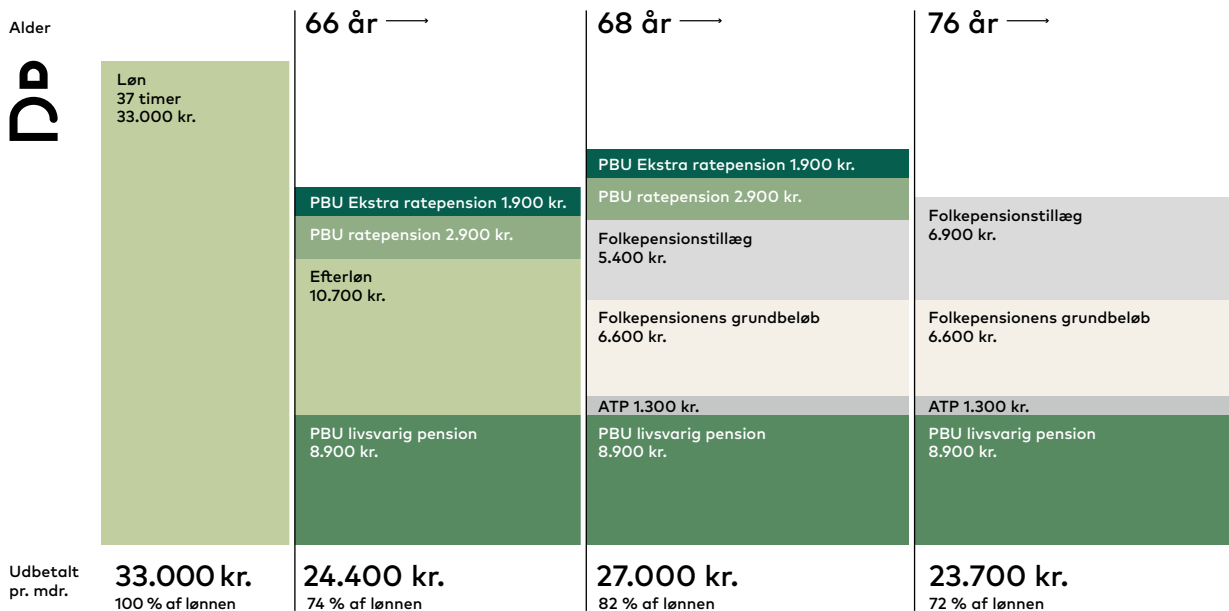 Alder
66 år
68 år
76 år
Løn
37 timer
33.000 kr.
PBU Ekstra ratepension 1.900 kr.
PBU ratepension 2.900 kr.
Efterløn
10.700 kr.
PBU livsvarig pension
8.900 kr.
PBU Ekstra ratepension 1.900 kr.
PBU ratepension 2.900 kr.
Folkepensionstillæg
5.400 kr.
Folkepensionens grundbeløb
6.600 kr.
ATP 1.300 kr.
PBU livsvarig pension
8.900 kr.
Folkepensionstillæg
6.900 kr.
Folkepensionens grundbeløb
6.600 kr.
ATP 1.300 kr.
PBU livsvarig pension
8.900 kr.
Udbetalt
pr. mdr.
33.000 kr.
100 % af lønnen
24.400 kr.
74 % af lønnen
27.000 kr.
82 % af lønnen
23.700 kr.
72 % af lønnen